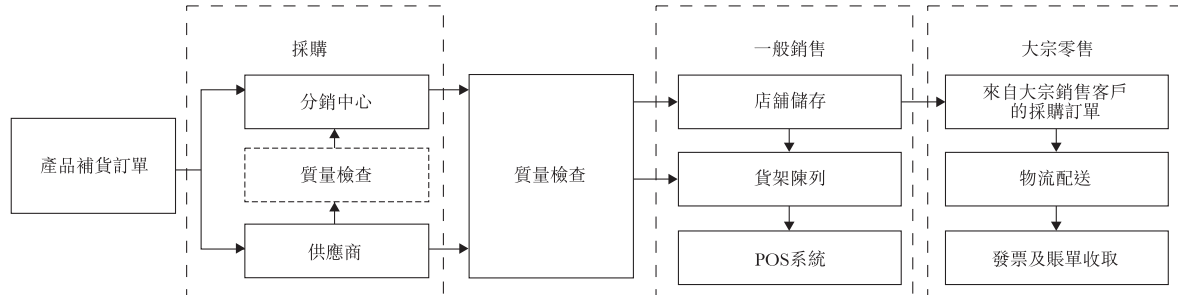 產品補貨訂單
採購
分銷中心
質量檢查
供應商
質量檢查
一般銷售
店舖儲存
貨架陳列
POS系統
大宗零售
來自大宗銷售客戶
的採購訂單
物流配送
發票及賬單收取